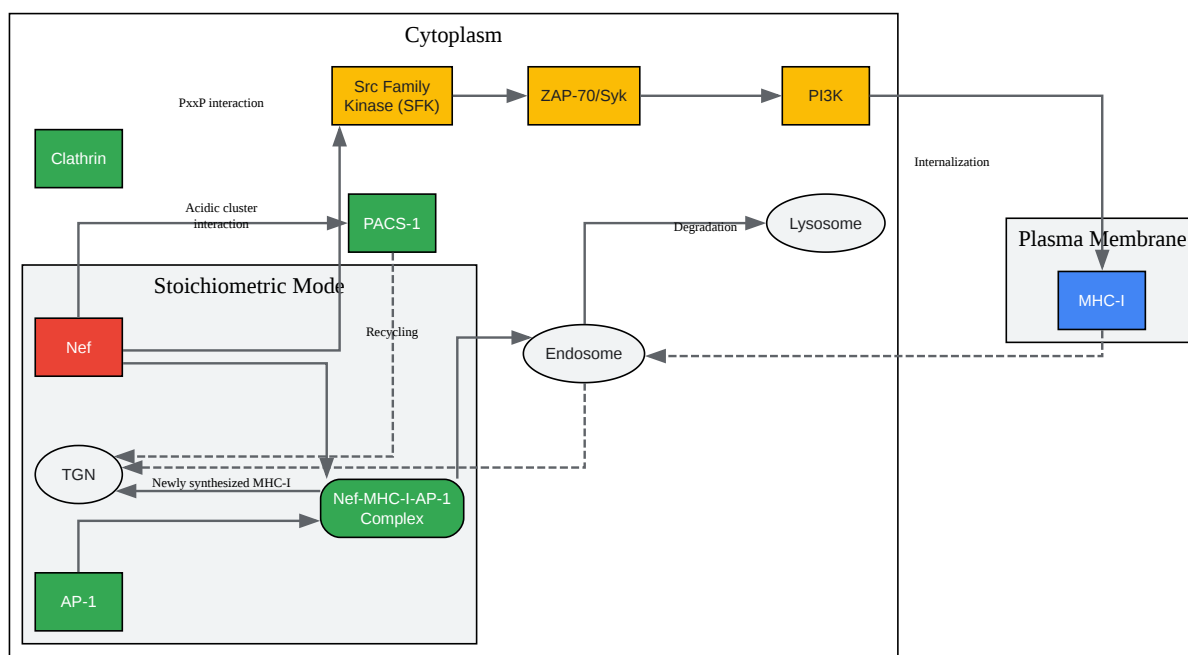 Cytoplasm
Src Family
Kinase (SFK)
ZAP-70/Syk
PI3K
PxxP interaction
Clathrin
Internalization
Acidic cluster
interaction
PACS-1
Degradation
Lysosome
Plasma Membrane
Stoichiometric Mode
MHC-I
Nef
Recycling
Endosome
TGN
Newly synthesized MHC-I
Nef-MHC-I-AP-1
Complex
AP-1